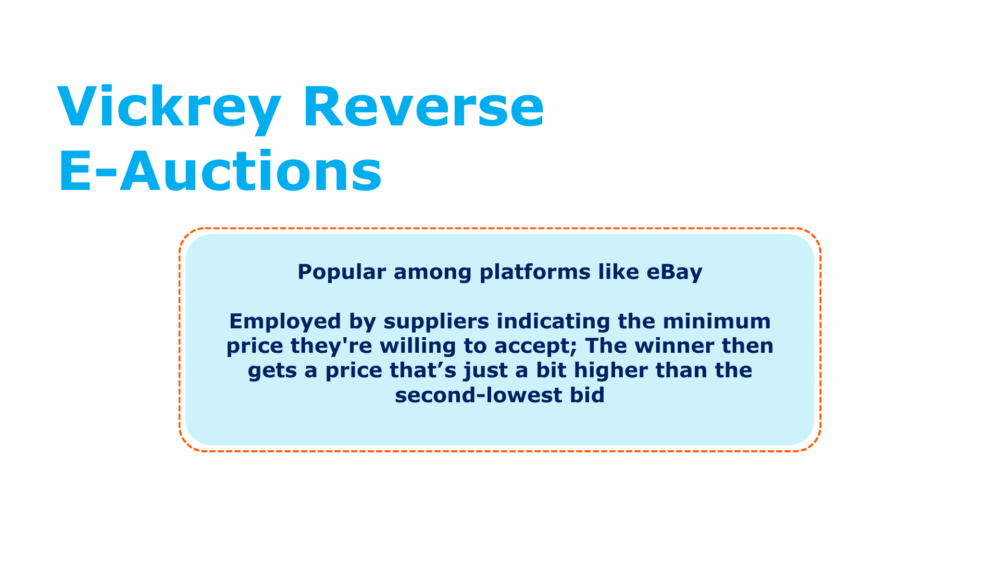 Vickrey Reverse
E-Auctions
Popular among platforms like eBay
Employed by suppliers indicating the minimum
price they're willing to accept; The winner then
gets a price that’s just a bit higher than the
second-lowest bid